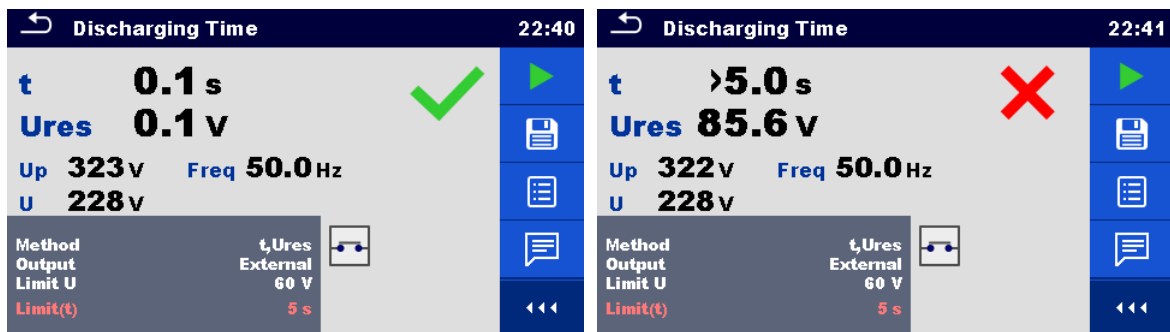 Discharging Time 22:40
t 0.1 s
Ures 0.1 V
Up 323 V Freq 50.0 Hz
U 228 V
Method t,Ures
Output External
Limit U 60 V
Limit(t) 5 s
Discharging Time 22:41
t >5.0 s
Ures 85.6 V
Up 322 V Freq 50.0 Hz
U 228 V
Method t,Ures
Output External
Limit U 60 V
Limit(t) 5 s